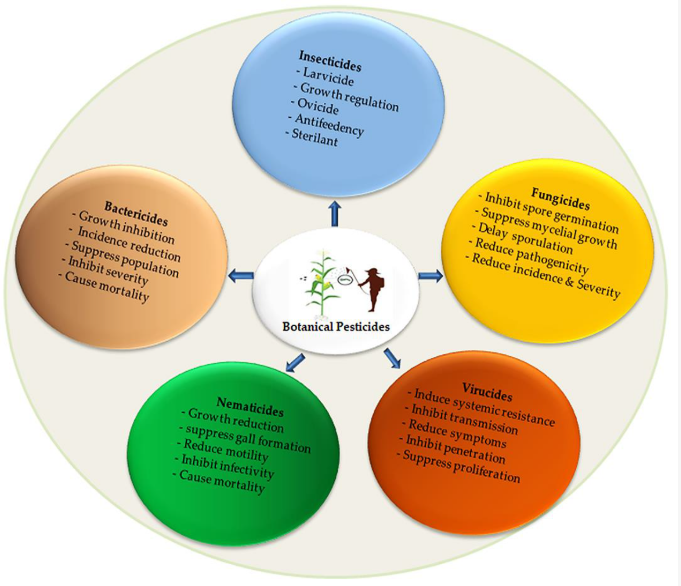 Insecticides
- Larvicide
- Growth regulation
- Ovicide
- Antifeedency
- Sterilant
Bactericides
- Growth inhibition
- Incidence reduction
- Suppress population
- Inhibit severity
- Cause mortality
Fungicides
- Inhibit spore germination
- Suppress mycelial growth
- Delay sporulation
- Reduce pathogenicity
- Reduce incidence & Severity
Botanical Pesticides
Nematicides
- Growth reduction
- suppress gall formation
- Reduce motility
- Inhibit infectivity
- Cause mortality
Virucides
- Induce systemic resistance
- Inhibit transmission
- Reduce symptoms
- Inhibit penetration
- Suppress proliferation